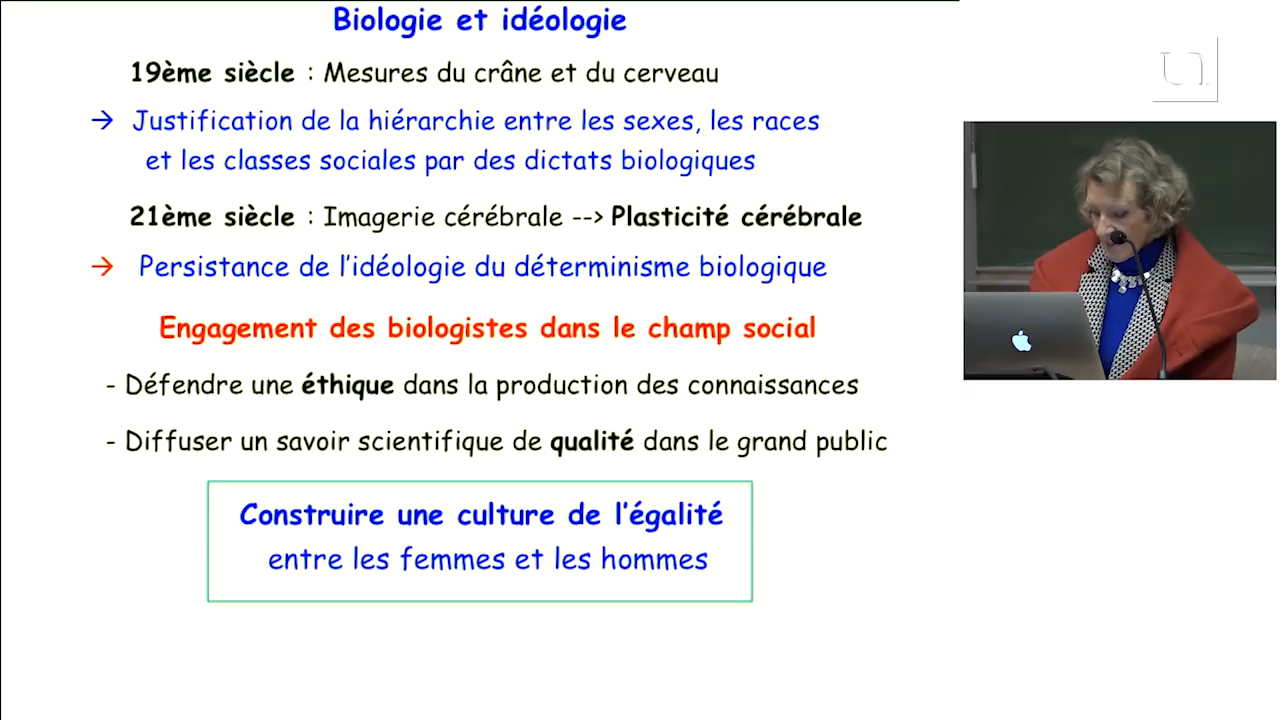 Biologie et idéologie
19ème siècle : Mesures du crâne et du cerveau
→ Justification de la hiérarchie entre les sexes, les races
et les classes sociales par des dictats biologiques
21ème siècle : Imagerie cérébrale --> Plasticité cérébrale
→ Persistance de l'idéologie du déterminisme biologique
Engagement des biologistes dans le champ social
- Défendre une éthique dans la production des connaissances
- Diffuser un savoir scientifique de qualité dans le grand public
Construire une culture de l'égalité
entre les femmes et les hommes